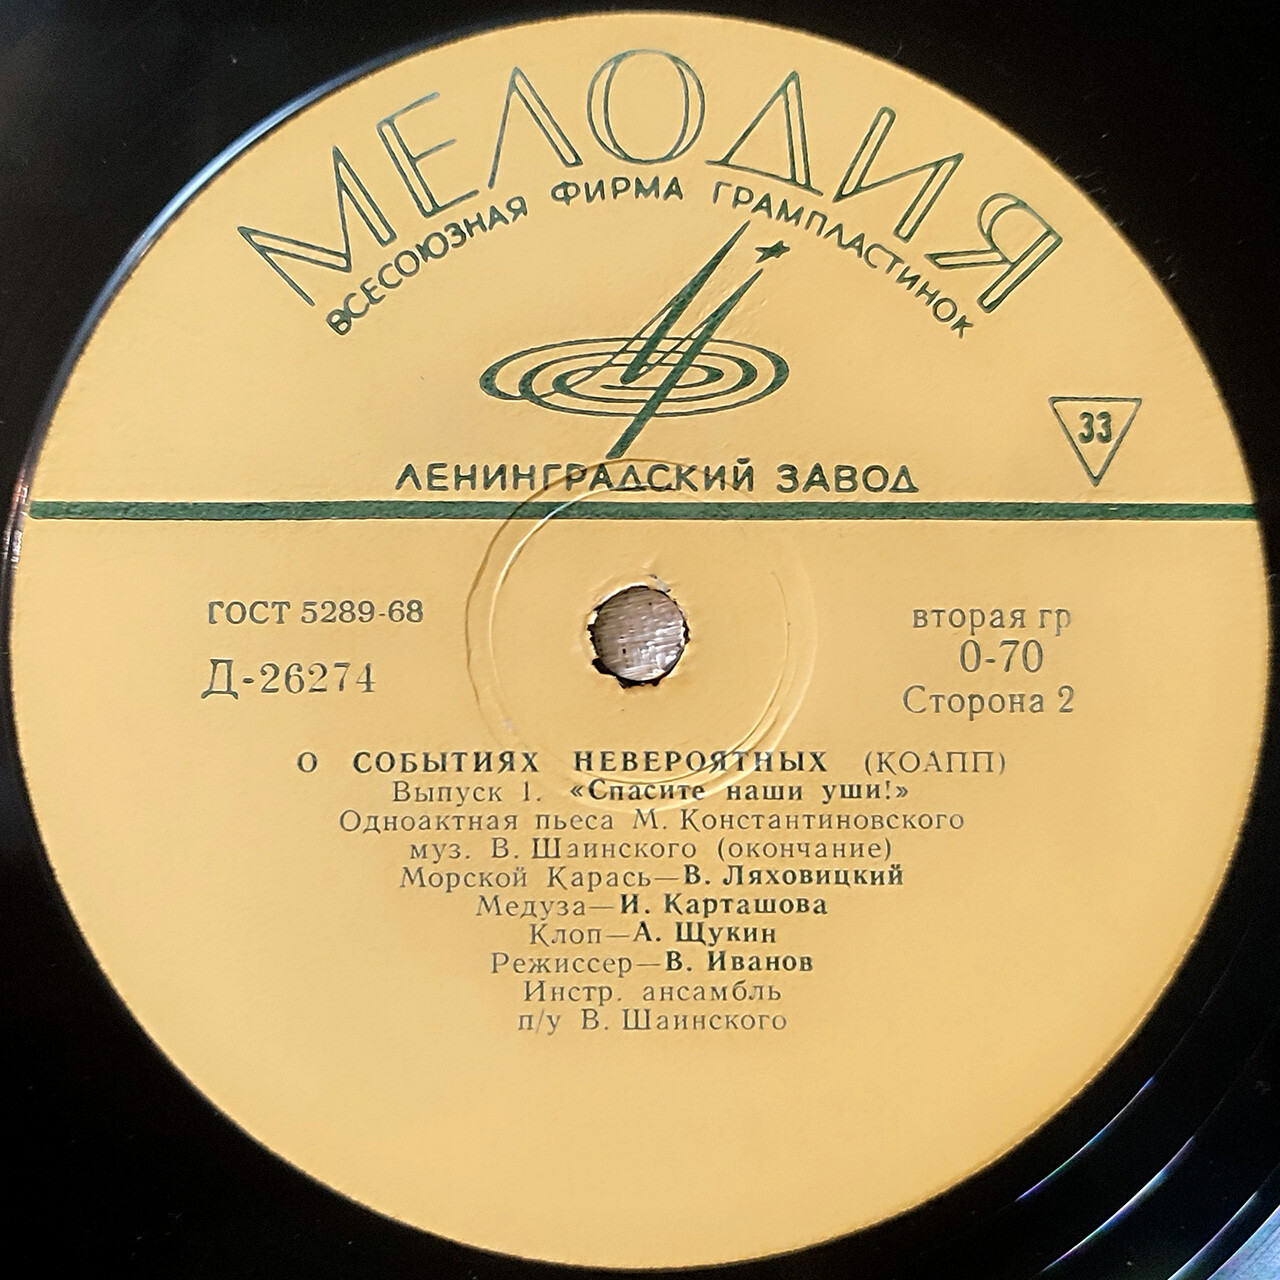 МЕЛОДИЯ
ВСЕСОЮЗНАЯ ФИРМА ГРАМПЛАСТИНОК
33
ЛЕНИНГРАДСКИЙ ЗАВОД
ГОСТ 5289-68
Д-26274
вторая гр
0-70
Сторона 2
О СОБЫТИЯХ НЕВЕРОЯТНЫХ (КОАПП)
Выпуск 1. «Спасите наши уши!»
Одноактная пьеса М. Константиновского
муз. В. Шаинского (окончание)
Морской Карась—В. Ляховицкий
Медуза—И. Карташова
Клоп—А. Щукин
Режиссер—В. Иванов
Инстр. ансамбль
п/у В. Шаинского